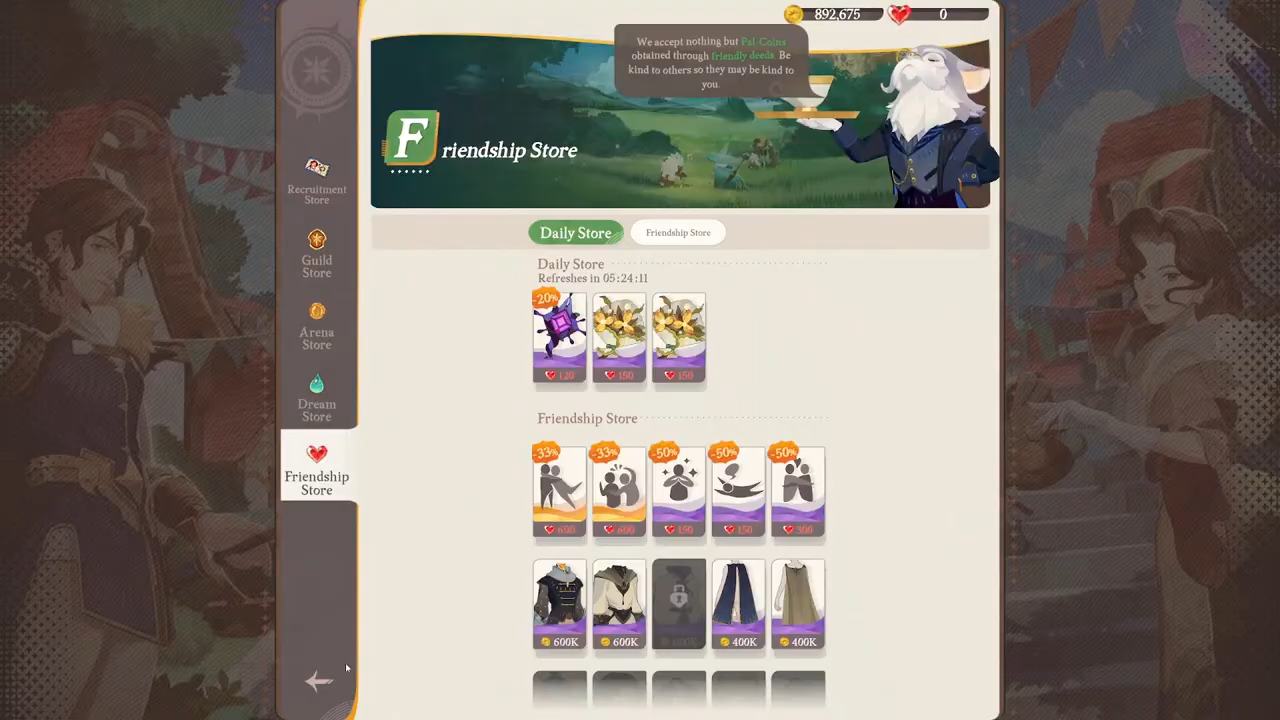 892,675
0
We accept nothing but Pal-Coins
obtained through friendly deeds. Be
kind to others so they may be kind to
you.
Friendship Store
Recruitment
Store
Guild
Store
Arena
Store
Dream
Store
Friendship
Store
Daily Store
Friendship Store
Daily Store
Refreshes in 05:24:11
-20%
120
150
150
Friendship Store
-33%
-33%
-50%
-50%
-50%
600
600
150
150
300
600K
600K
400K
400K